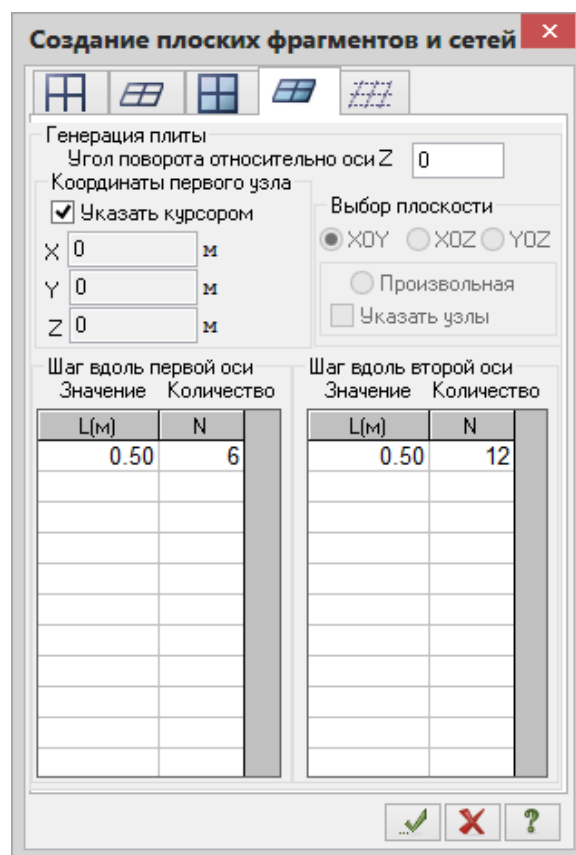 Создание плоских фрагментов и сетей
Генерация плиты
Угол поворота относительно оси Z 0
Координаты первого узла
Указать курсором
X 0 м
Y 0 м
Z 0 м
Выбор плоскости
XOY XOZ YOZ
Произвольная
Указать узлы
Шаг вдоль первой оси
Значение Количество
L(м) N
0.50 6
Шаг вдоль второй оси
Значение Количество
L(м) N
0.50 12
?